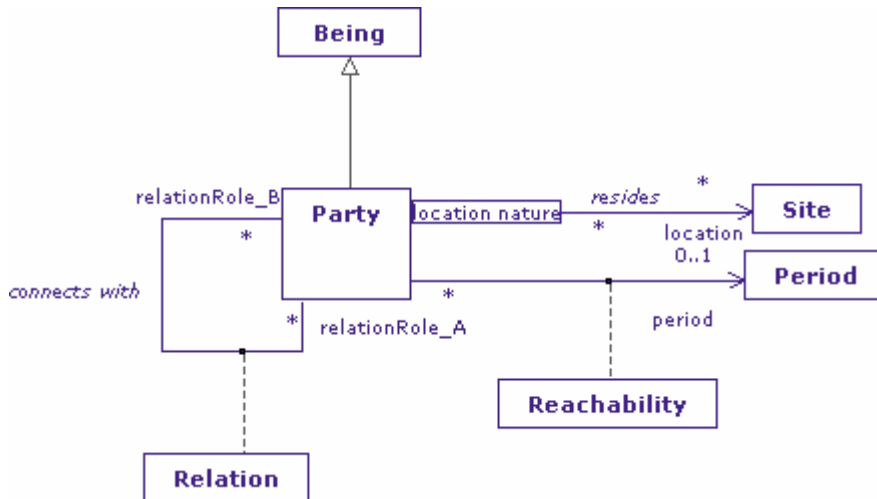 Being
relationRole_B
*
Party
location nature
resides
*
*
Site
location
0..1
Period
connects with
*
*
relationRole_A
period
Reachability
Relation